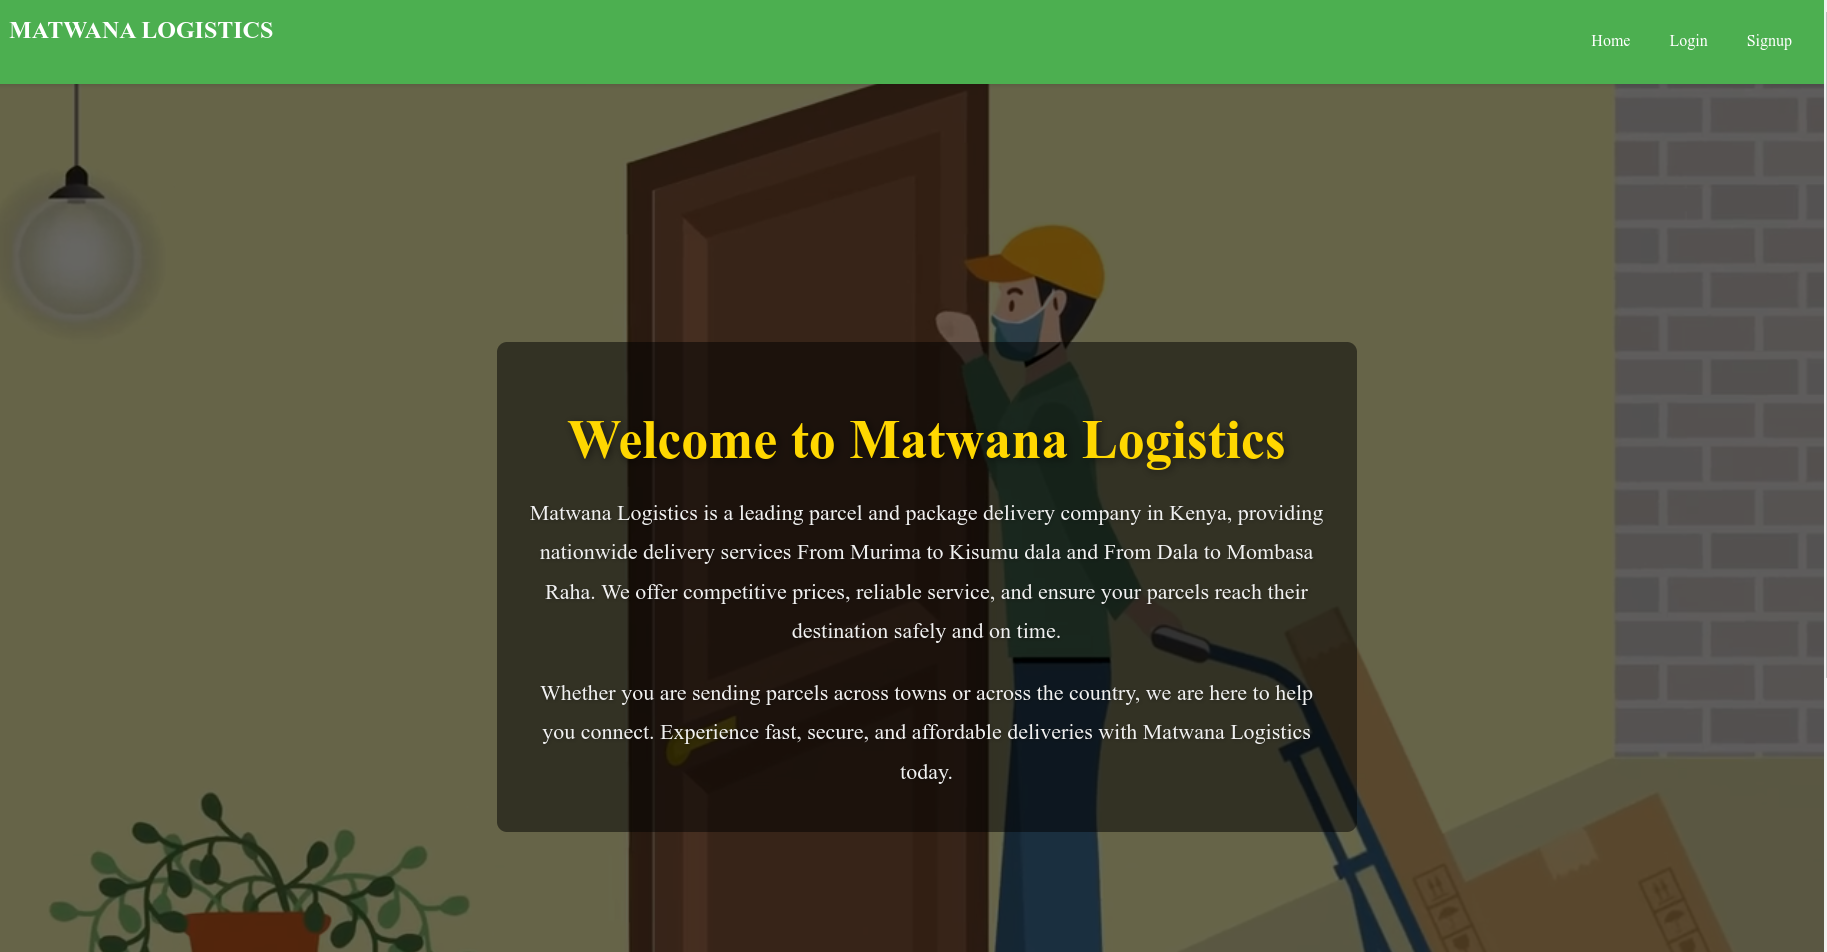 MATWANA LOGISTICS
Home Login Signup
Welcome to Matwana Logistics
Matwana Logistics is a leading parcel and package delivery company in Kenya, providing
nationwide delivery services From Murima to Kisumu dala and From Dala to Mombasa
Raha. We offer competitive prices, reliable service, and ensure your parcels reach their
destination safely and on time.
Whether you are sending parcels across towns or across the country, we are here to help
you connect. Experience fast, secure, and affordable deliveries with Matwana Logistics
today.